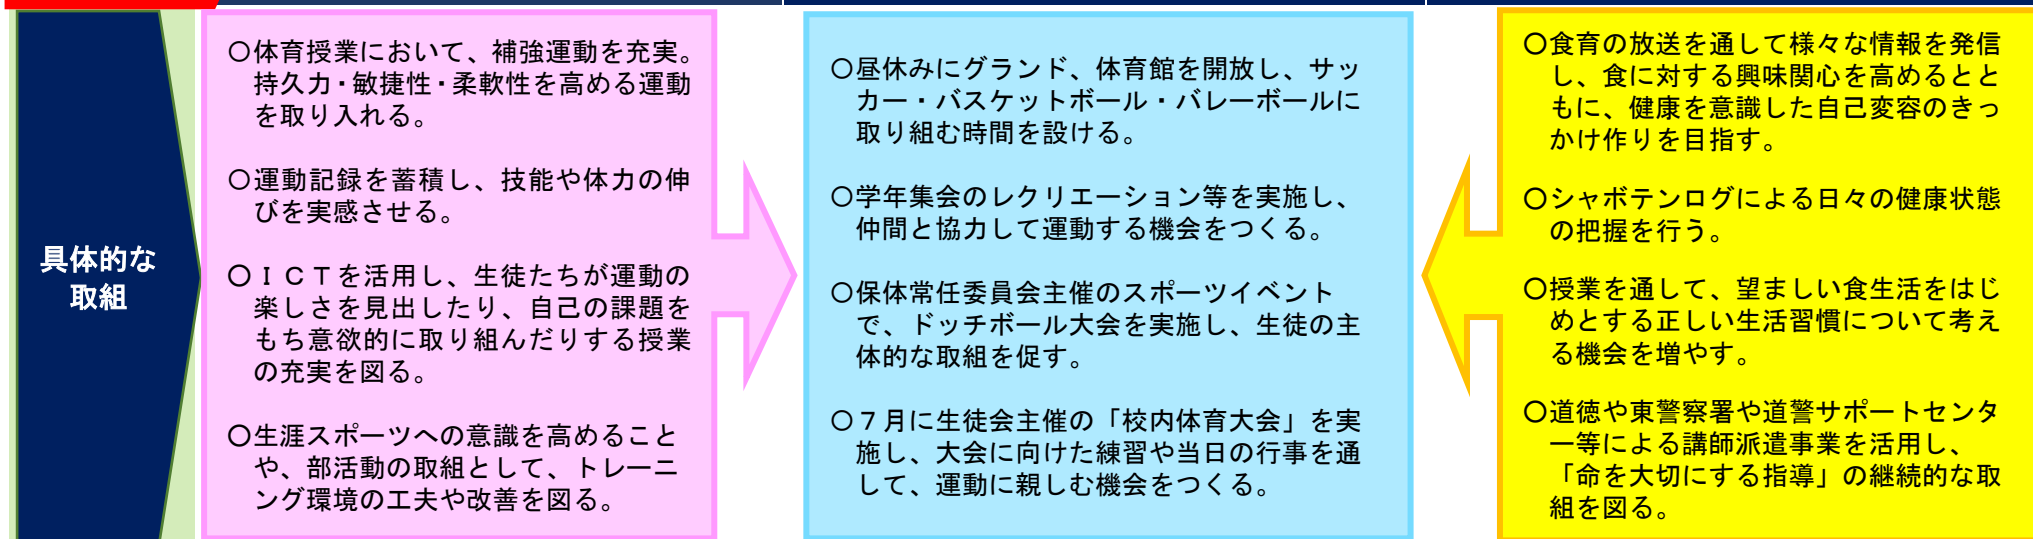 具体的な
取組
〇体育授業において、補強運動を充実。
持久力・敏捷性・柔軟性を高める運動
を取り入れる。
〇運動記録を蓄積し、技能や体力の伸
びを実感させる。
〇ＩＣＴを活用し、生徒たちが運動の
楽しさを見出したり、自己の課題を
もち意欲的に取り組んだりする授業
の充実を図る。
〇生涯スポーツへの意識を高めること
や、部活動の取組として、トレーニ
ング環境の工夫や改善を図る。
〇昼休みにグランド、体育館を開放し、サッ
カー・バスケットボール・バレーボールに
取り組む時間を設ける。
〇学年集会のレクリエーション等を実施し、
仲間と協力して運動する機会をつくる。
〇保体常任委員会主催のスポーツイベント
で、ドッチボール大会を実施し、生徒の主
体的な取組を促す。
〇７月に生徒会主催の「校内体育大会」を実
施し、大会に向けた練習や当日の行事を通
して、運動に親しむ機会をつくる。
〇食育の放送を通して様々な情報を発信
し、食に対する興味関心を高めるとと
もに、健康を意識した自己変容のきっ
かけ作りを目指す。
〇シャボテンログによる日々の健康状態
の把握を行う。
〇授業を通して、望ましい食生活をはじ
めとする正しい生活習慣について考え
る機会を増やす。
〇道徳や東警察署や道警サポートセンタ
ー等による講師派遣事業を活用し、
「命を大切にする指導」の継続的な取
組を図る。